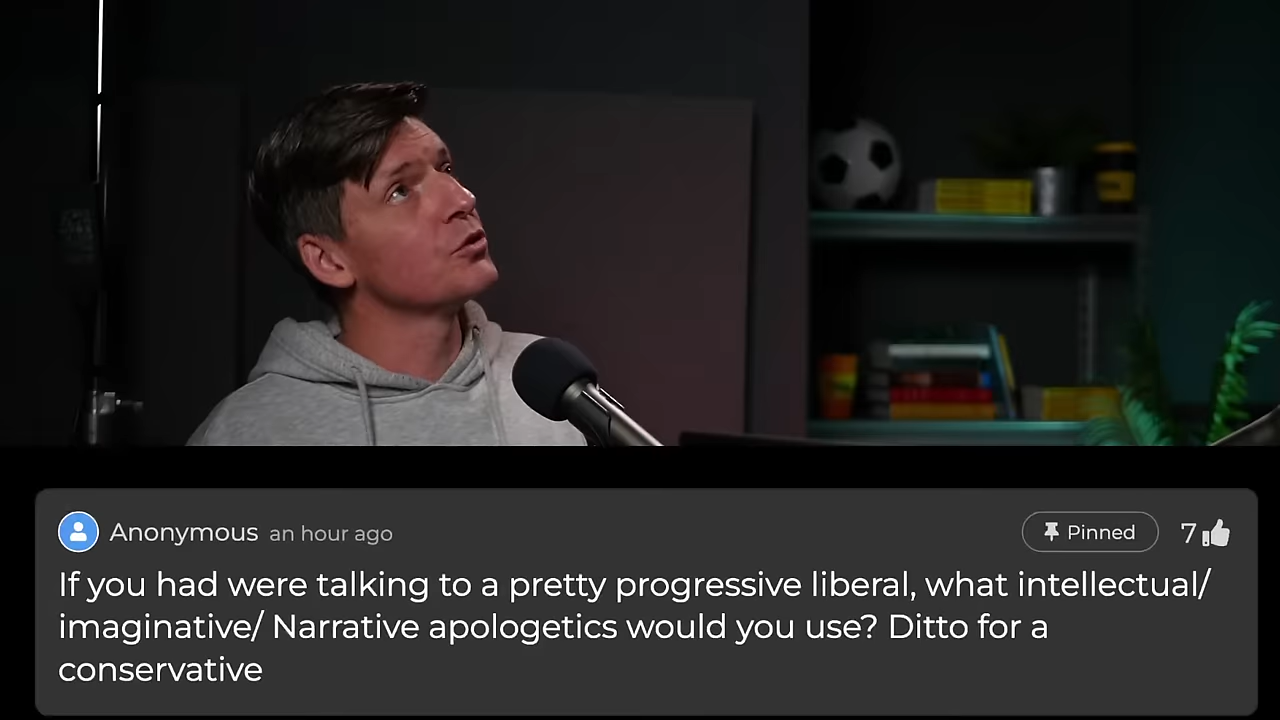 Anonymous an hour ago
Pinned 7
If you had were talking to a pretty progressive liberal, what intellectual/
imaginative/ Narrative apologetics would you use? Ditto for a
conservative